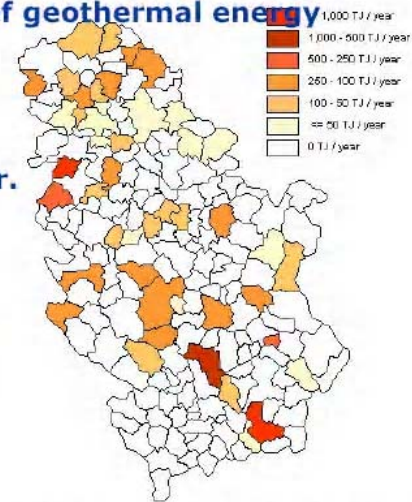 of geothermal energy
1,000 TJ / year
1,000 - 500 TJ / year
500 - 250 TJ / year
250 - 100 TJ / year
100 - 50 TJ / year
<= 50 TJ / year
0 TJ / year
r.